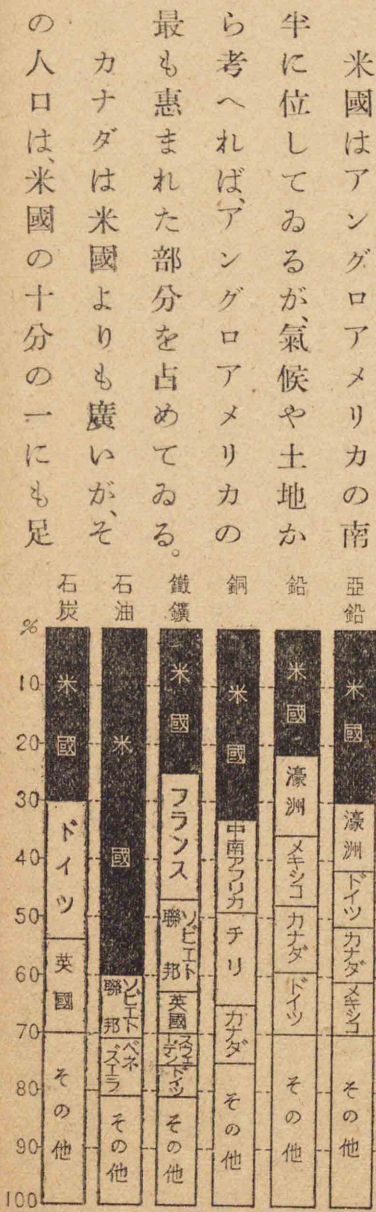 米國はアングロアメリカの南
半に位してゐるが、氣候や土地か
ら考へれば、アングロアメリカの
最も惠まれた部分を占めてゐる。
カナダは米國よりも廣いが、そ
の人口は、米國の十分の一にも足
亞鉛
米國
濠洲
ドイツ
カナダ
メキシコ
その他
鉛
米國
濠洲
メキシコ
カナダ
ドイツ
その他
銅
米國
中南アフリカ
チリ
カナダ
その他
鐵鑛
米國
フランス
ソビエト
聯邦
英國
スウェ
ーデン
ドイツ
その他
石油
米國
ソビエト
聯邦
ベネ
ズエラ
その他
石炭
米國
ドイツ
英國
その他
%
10
20
30
40
50
60
70
80
90
100